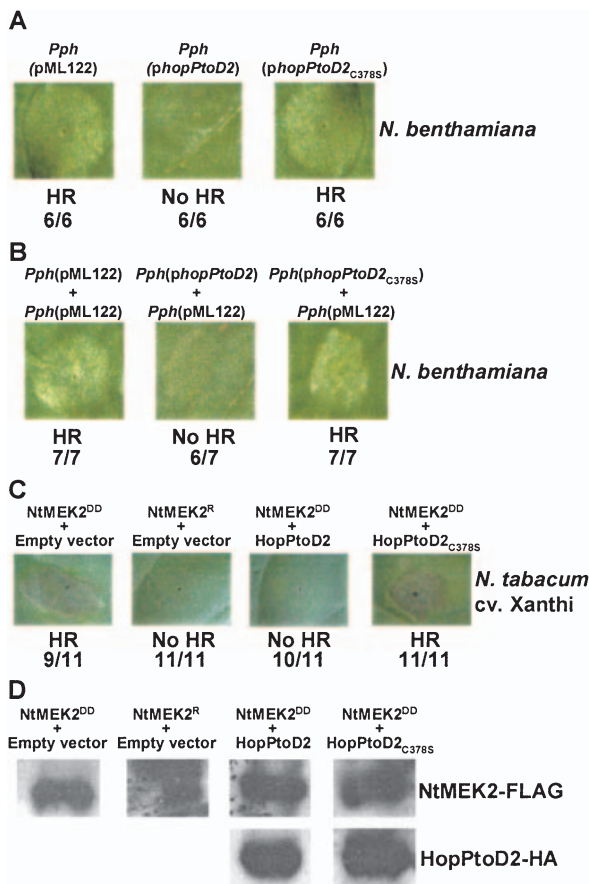 A
Pph Pph Pph
(pML122) (phopPtoD2) (phopPtoD2C378S)
N. benthamiana
HR No HR HR
6/6 6/6 6/6
B
Pph(pML122) Pph(phopPtoD2) Pph(phopPtoD2C378S)
+ + +
Pph(pML122) Pph(pML122) Pph(pML122)
N. benthamiana
HR No HR HR
7/7 6/7 7/7
C
NtMEK2DD NtMEK2R NtMEK2DD NtMEK2DD
+ + + +
Empty vector Empty vector HopPtoD2 HopPtoD2C378S
N. tabacum
cv. Xanthi
HR No HR No HR HR
9/11 11/11 10/11 11/11
D
NtMEK2DD NtMEK2R NtMEK2DD NtMEK2DD
+ + + +
Empty vector Empty vector HopPtoD2 HopPtoD2C378S
NtMEK2-FLAG
HopPtoD2-HA